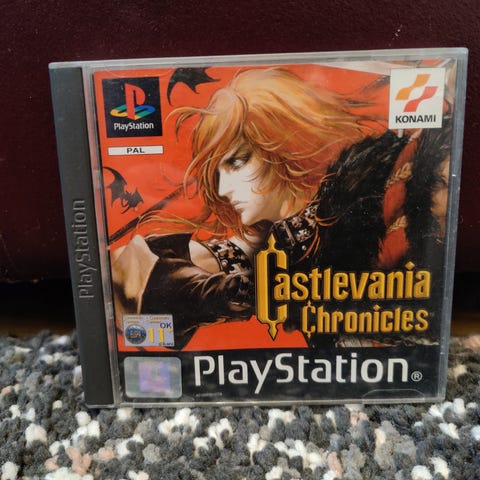 PlayStation
PAL
KONAMI
PlayStation
Castlevania
Chronicles
OK
11+
PlayStation®